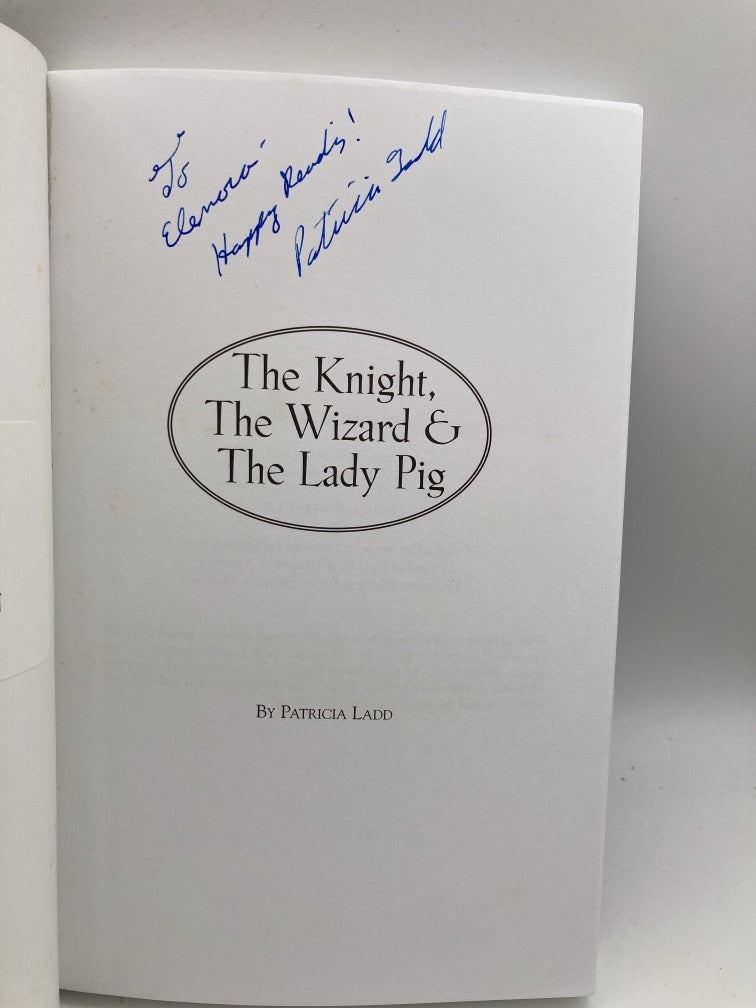 To
Elenora-
Happy Reading!
Patricia Ladd
The Knight,
The Wizard &
The Lady Pig
By Patricia Ladd